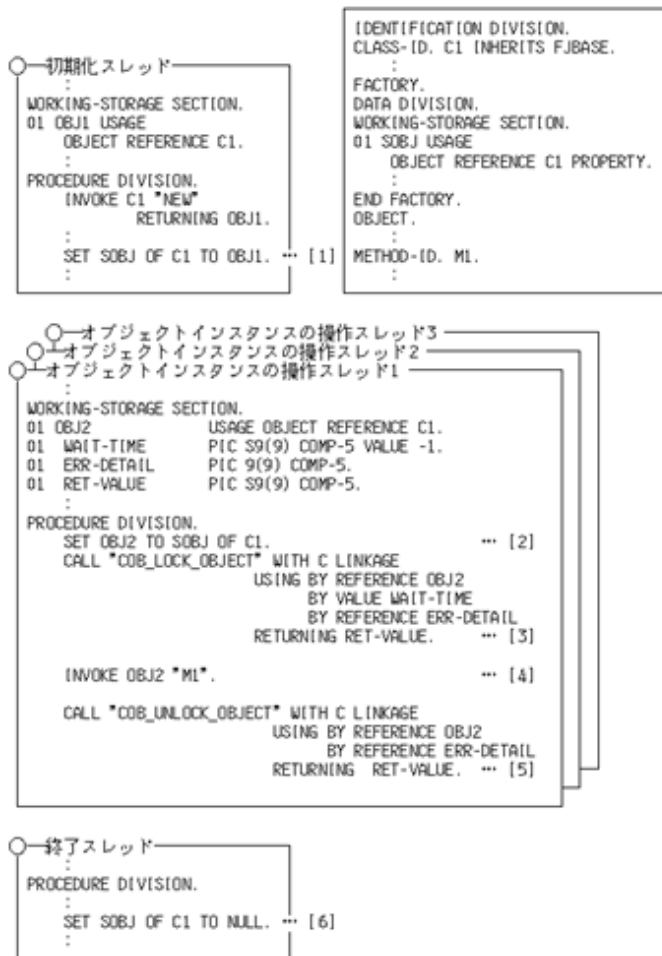 初期化スレッド
:
WORKING-STORAGE SECTION.
01 OBJ1 USAGE
OBJECT REFERENCE C1.
:
PROCEDURE DIVISION.
INVOKE C1 "NEW"
RETURNING OBJ1.
:
SET SOBJ OF C1 TO OBJ1. … [1]
:
IDENTIFICATION DIVISION.
CLASS-ID. C1 INHERITS FJBASE.
:
FACTORY.
DATA DIVISION.
WORKING-STORAGE SECTION.
01 SOBJ USAGE
OBJECT REFERENCE C1 PROPERTY.
:
END FACTORY.
OBJECT.
:
METHOD-ID. M1.
:
オブジェクトインスタンスの操作スレッド3
オブジェクトインスタンスの操作スレッド2
オブジェクトインスタンスの操作スレッド1
:
WORKING-STORAGE SECTION.
01 OBJ2 USAGE OBJECT REFERENCE C1.
01 WAIT-TIME PIC S9(9) COMP-5 VALUE -1.
01 ERR-DETAIL PIC 9(9) COMP-5.
01 RET-VALUE PIC S9(9) COMP-5.
:
PROCEDURE DIVISION.
SET OBJ2 TO SOBJ OF C1. … [2]
CALL "COB_LOCK_OBJECT" WITH C LINKAGE
USING BY REFERENCE OBJ2
BY VALUE WAIT-TIME
BY REFERENCE ERR-DETAIL
RETURNING RET-VALUE. … [3]
INVOKE OBJ2 "M1". … [4]
CALL "COB_UNLOCK_OBJECT" WITH C LINKAGE
USING BY REFERENCE OBJ2
BY REFERENCE ERR-DETAIL
RETURNING RET-VALUE. … [5]
終了スレッド
:
PROCEDURE DIVISION.
SET SOBJ OF C1 TO NULL. … [6]
: